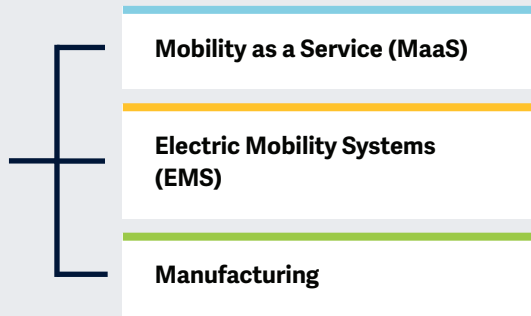 Mobility as a Service (MaaS)
Electric Mobility Systems
(EMS)
Manufacturing